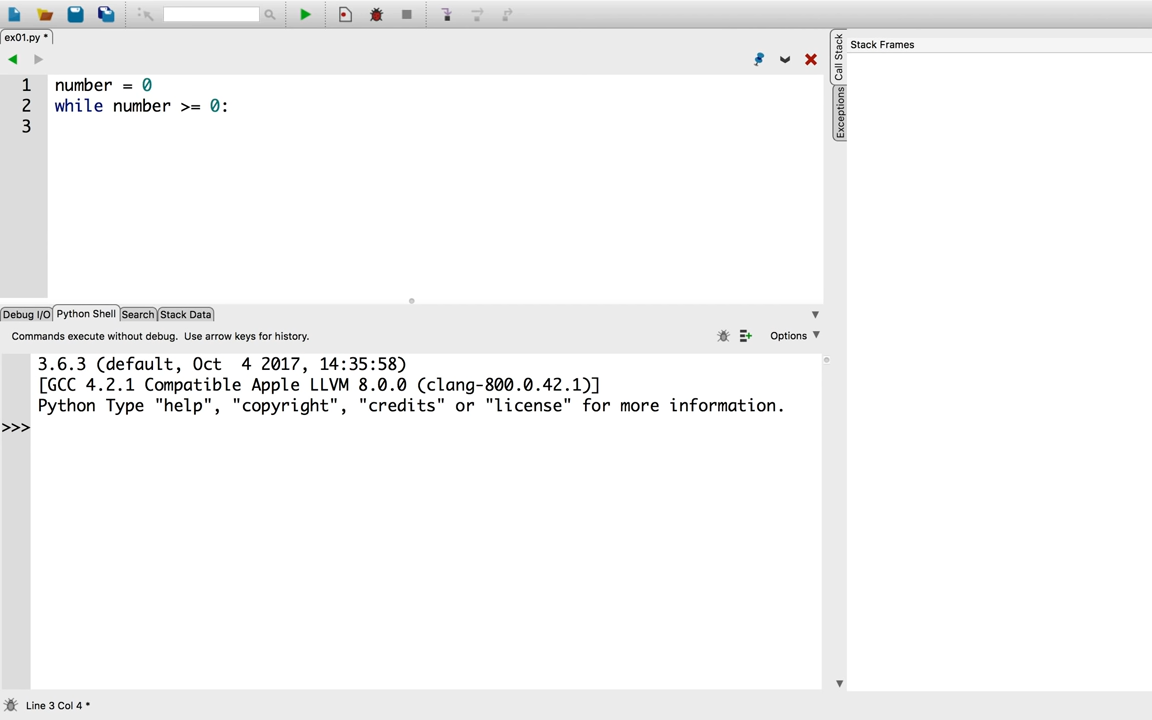 ex01.py *
1 number = 0
2 while number >= 0:
3
Call Stack
Exceptions
Stack Frames
Debug I/O Python Shell Search Stack Data
Commands execute without debug. Use arrow keys for history.
Options
3.6.3 (default, Oct  4 2017, 14:35:58)
[GCC 4.2.1 Compatible Apple LLVM 8.0.0 (clang-800.0.42.1)]
Python Type "help", "copyright", "credits" or "license" for more information.
>>>
Line 3 Col 4 *